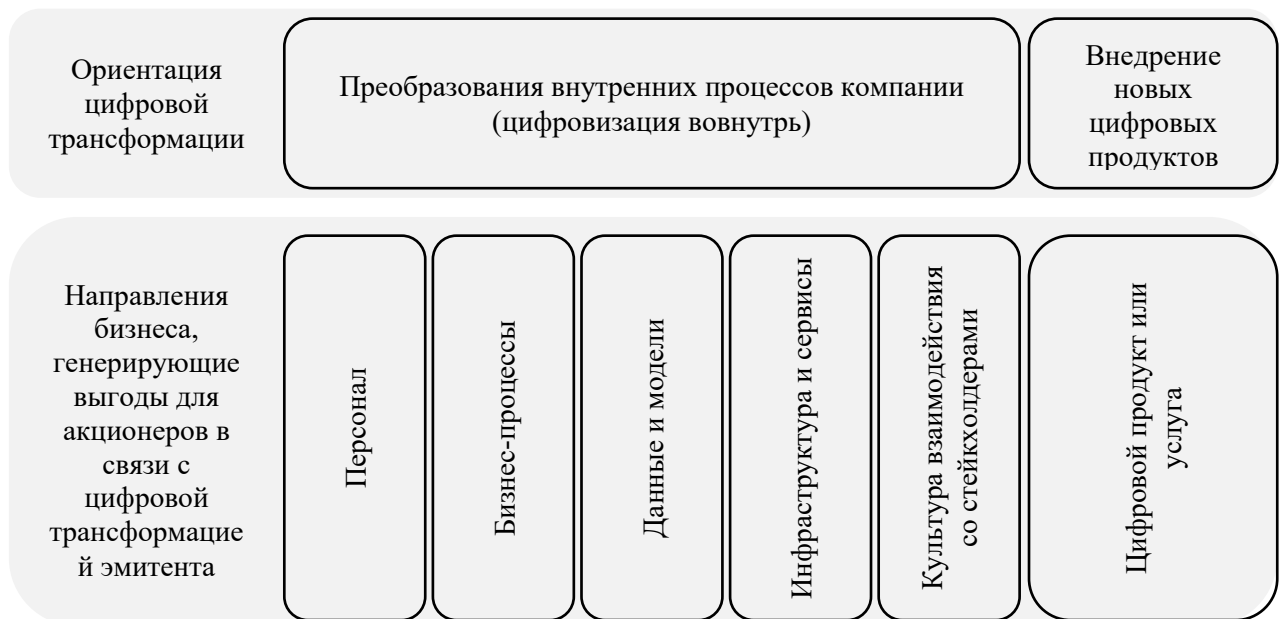 Ориентация
цифровой
трансформации
Преобразования внутренних процессов компании
(цифровизация вовнутрь)
Внедрение
новых
цифровых
продуктов
Направления
бизнеса,
генерирующие
выгоды для
акционеров в
связи с
цифровой
трансформацие
й эмитента
Персонал
Бизнес-процессы
Данные и модели
Инфраструктура и сервисы
Культура взаимодействия
со стейкхолдерами
Цифровой продукт или
услуга